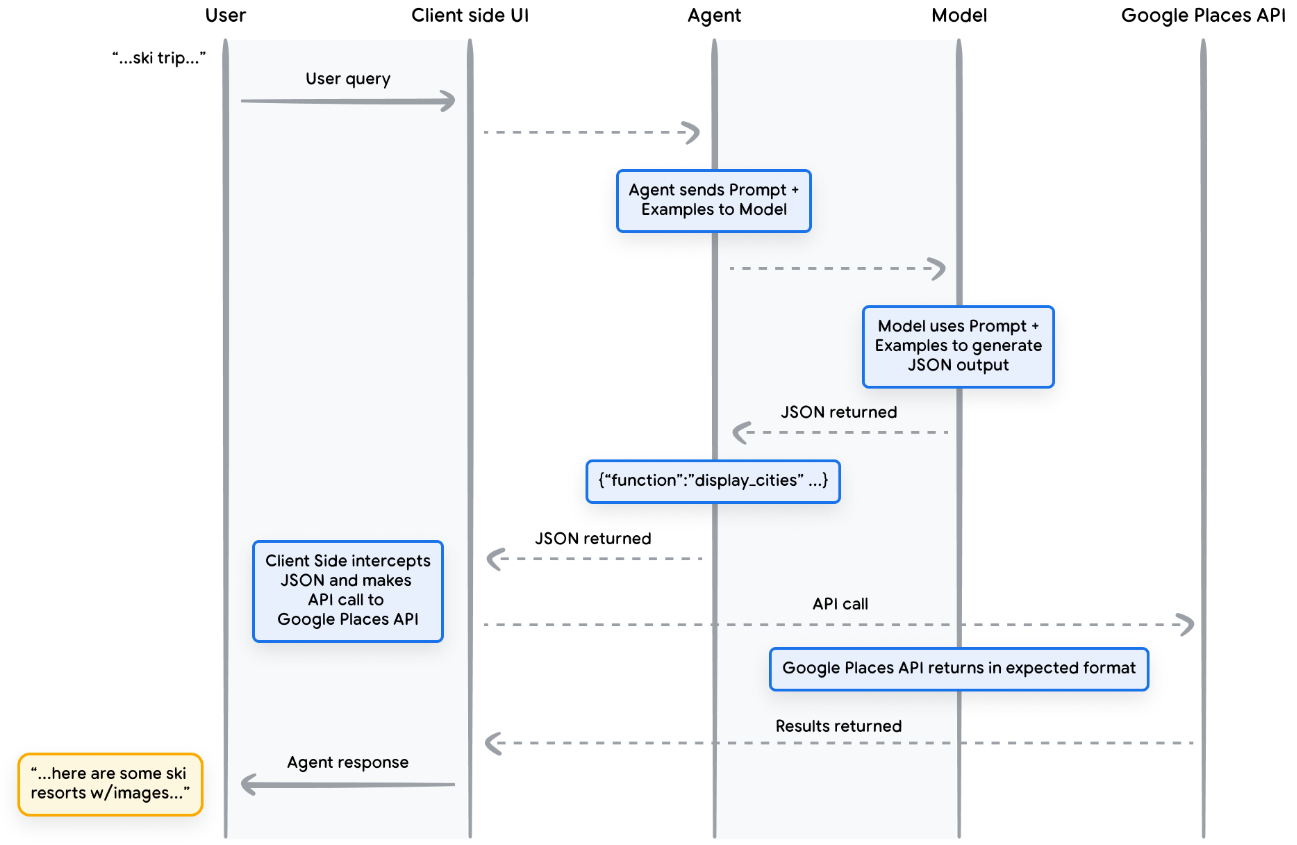 User
Client side UI
Agent
Model
Google Places API
“...ski trip...”
User query
Agent sends Prompt +
Examples to Model
Model uses Prompt +
Examples to generate
JSON output
JSON returned
{“function”:”display_cities” ...}
JSON returned
Client Side intercepts
JSON and makes
API call to
Google Places API
API call
Google Places API returns in expected format
Results returned
Agent response
“...here are some ski
resorts w/images...”